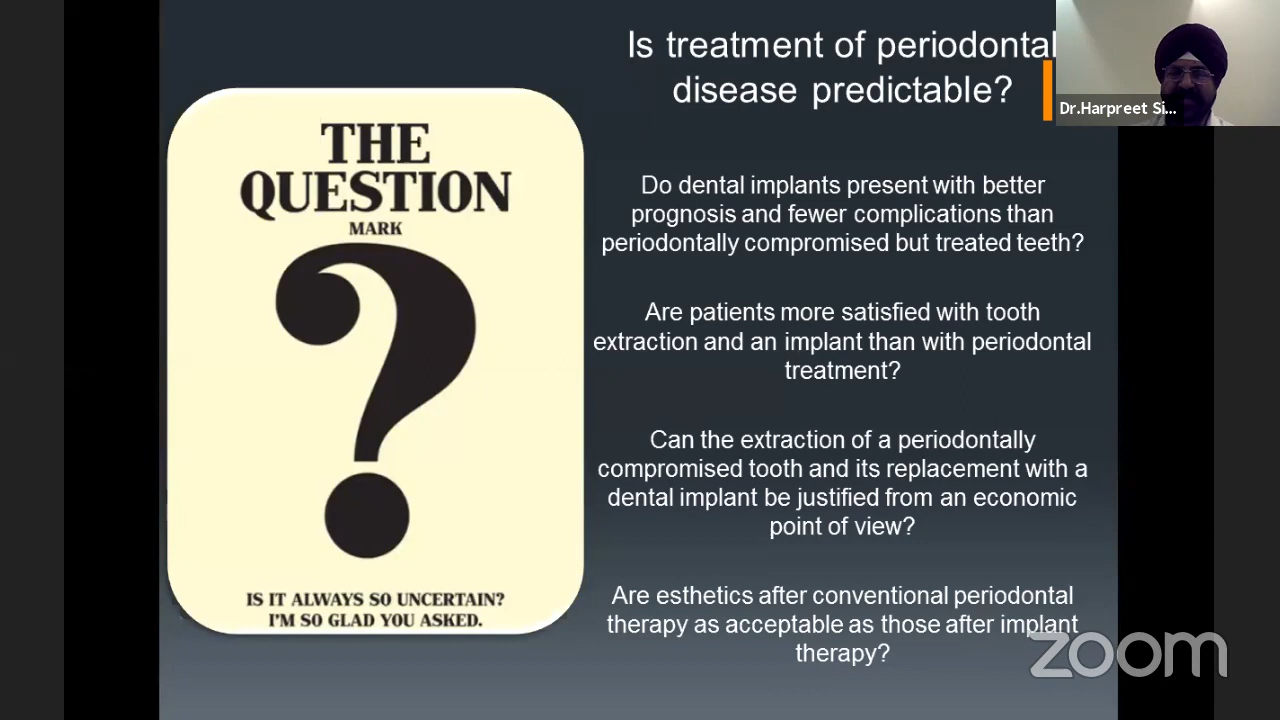 Is treatment of periodontal
disease predictable?
Dr.Harpreet Si...
THE
QUESTION
MARK
?
IS IT ALWAYS SO UNCERTAIN?
I'M SO GLAD YOU ASKED.
Do dental implants present with better
prognosis and fewer complications than
periodontally compromised but treated teeth?
Are patients more satisfied with tooth
extraction and an implant than with periodontal
treatment?
Can the extraction of a periodontally
compromised tooth and its replacement with a
dental implant be justified from an economic
point of view?
Are esthetics after conventional periodontal
therapy as acceptable as those after implant
therapy?
zoom